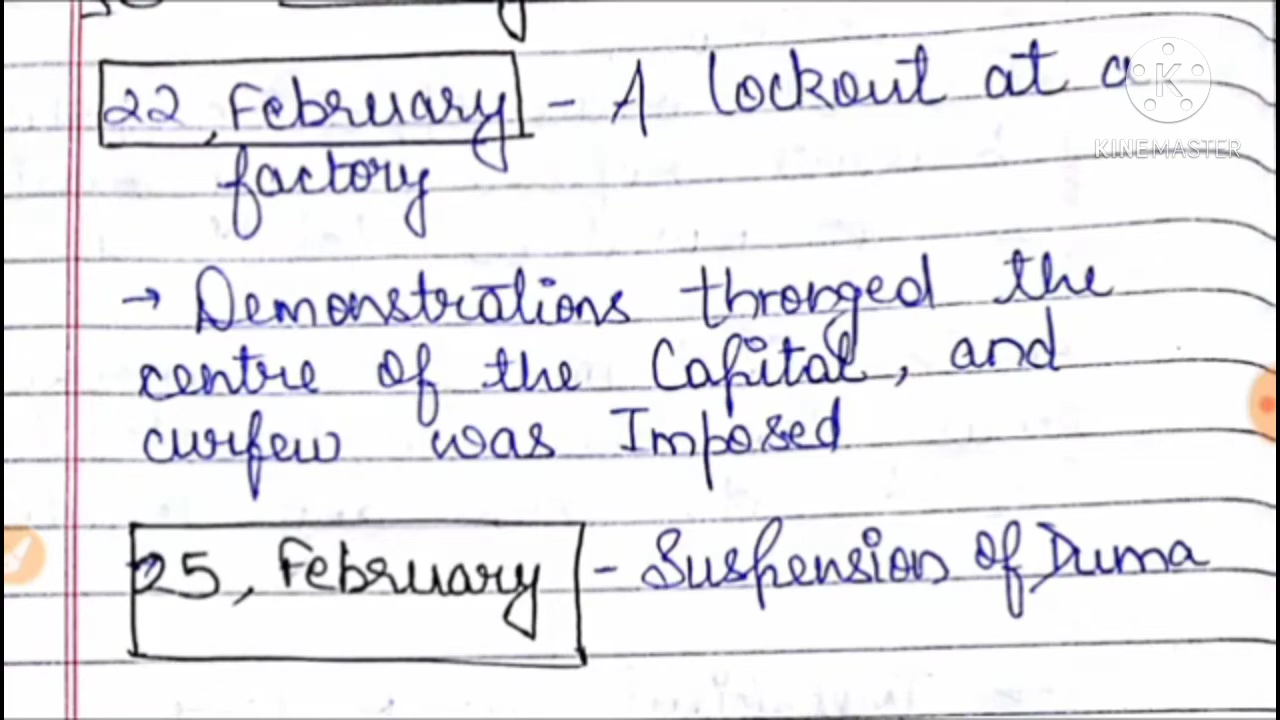 22, February - A lockout at a
KINEMASTER
factory
→ Demonstrations thronged the
centre of the Capital, and
curfew was Imposed
25, February - Suspension of Duma